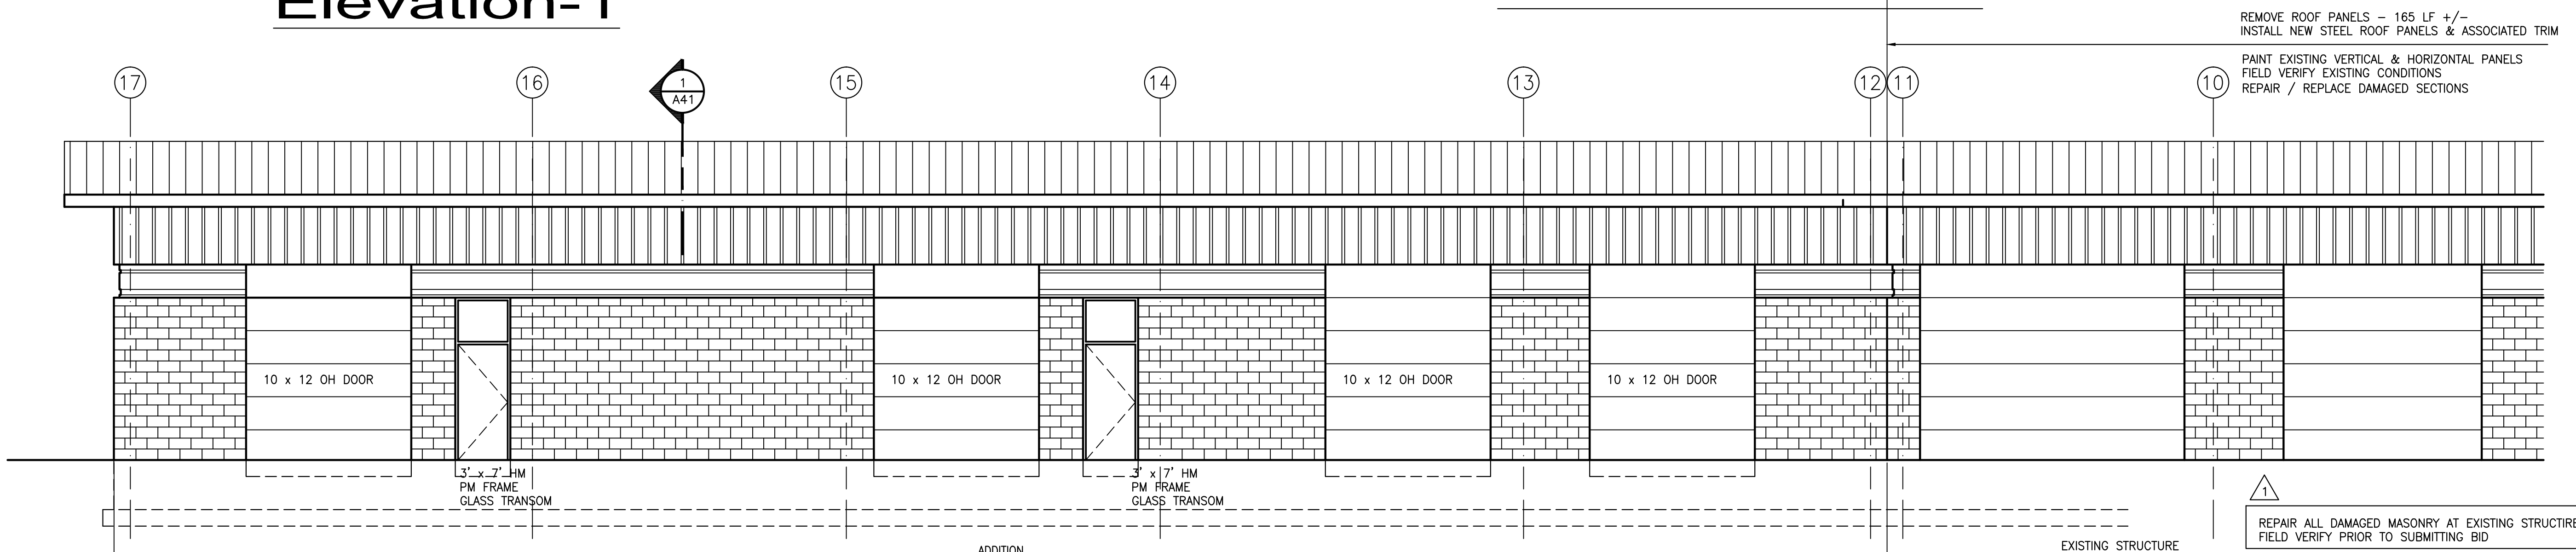 Elevation-1
REMOVE ROOF PANELS - 165 LF +/-
INSTALL NEW STEEL ROOF PANELS & ASSOCIATED TRIM
PAINT EXISTING VERTICAL & HORIZONTAL PANELS
FIELD VERIFY EXISTING CONDITIONS
REPAIR / REPLACE DAMAGED SECTIONS
17
16
1
A41
15
14
13
12
11
10
10 x 12 OH DOOR
10 x 12 OH DOOR
10 x 12 OH DOOR
10 x 12 OH DOOR
3' x 7' HM
PM FRAME
GLASS TRANSOM
3' x 7' HM
PM FRAME
GLASS TRANSOM
1
REPAIR ALL DAMAGED MASONRY AT EXISTING STRUCTIRE
FIELD VERIFY PRIOR TO SUBMITTING BID
ADDITION
EXISTING STRUCTURE